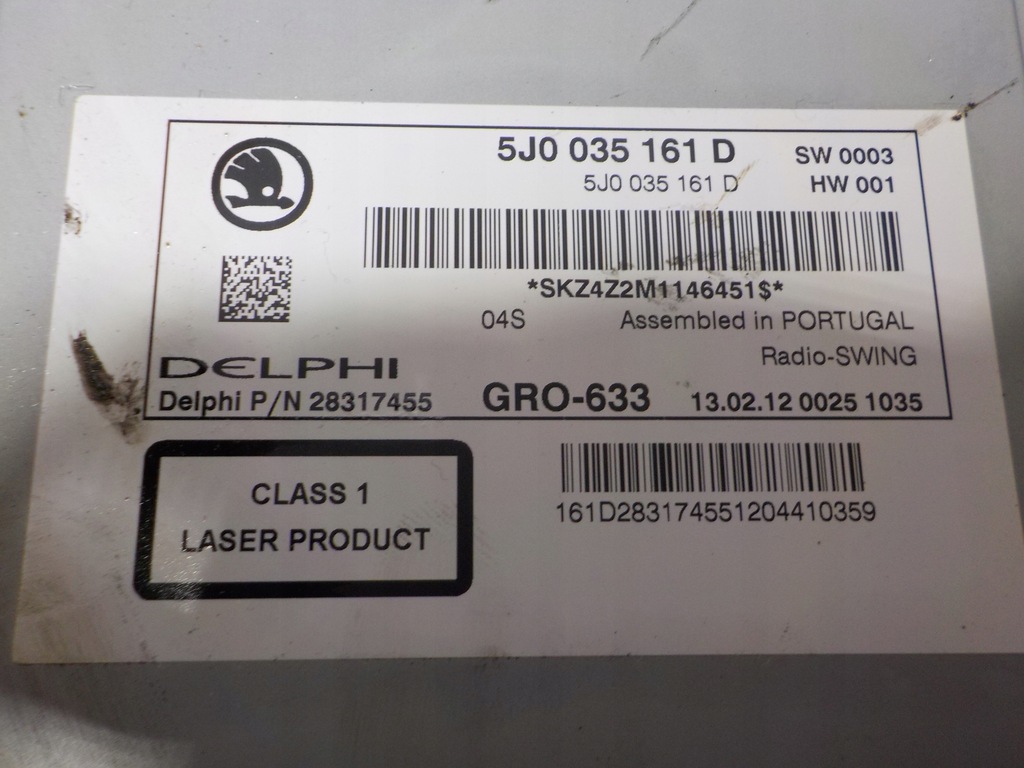 5J0 035 161 D SW 0003
5J0 035 161 D HW 001
*SKZ4Z2M1146451$*
04S Assembled in PORTUGAL
Radio-SWING
DELPHI
Delphi P/N 28317455 GRO-633 13.02.12 0025 1035
CLASS 1
LASER PRODUCT
161D283174551204410359